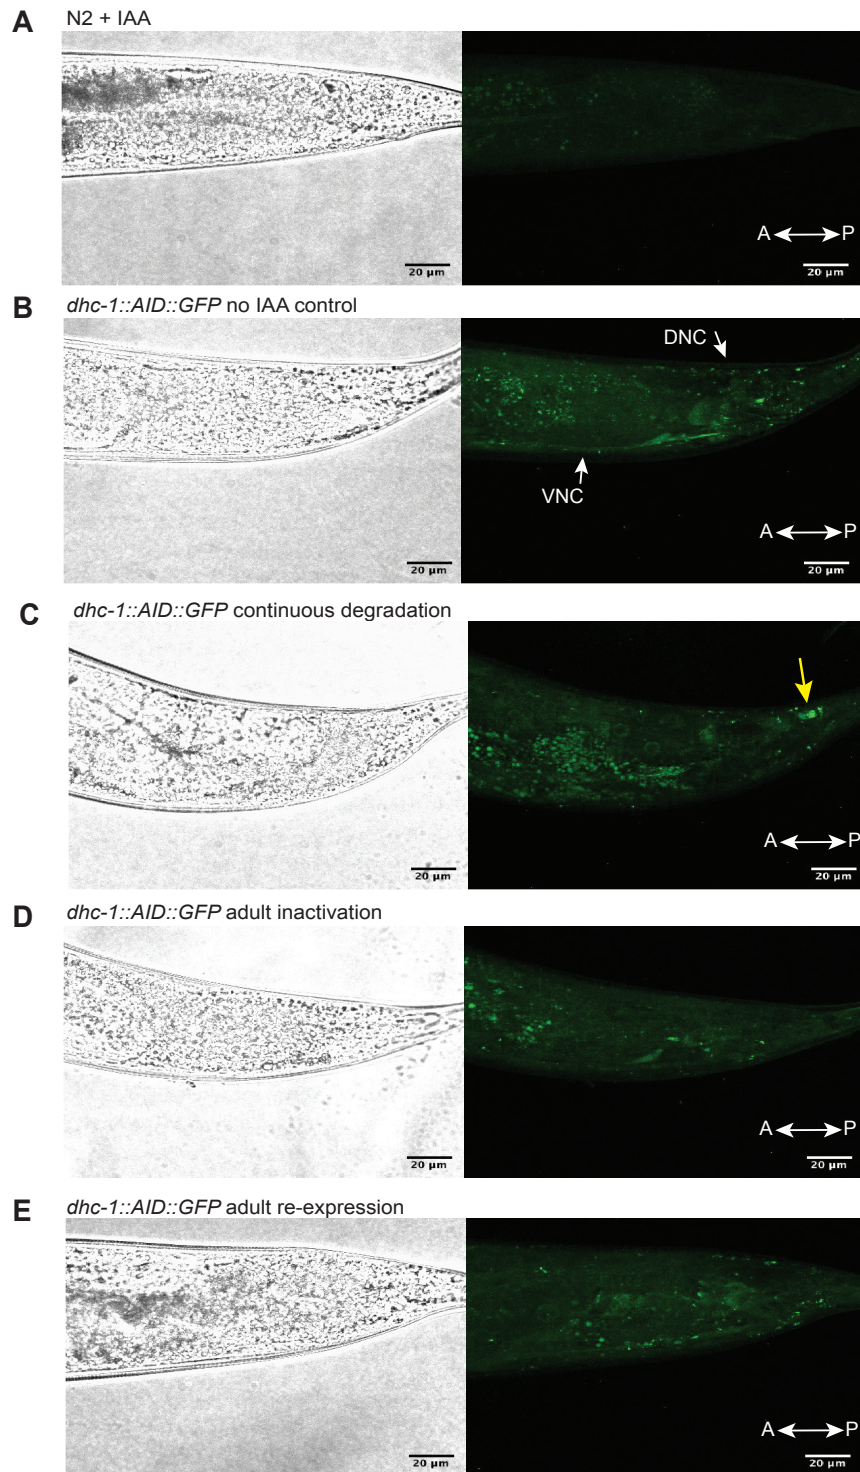 A
N2 + IAA
A P
20 µm
20 µm
B
dhc-1::AID::GFP no IAA control
DNC
VNC
A P
20 µm
20 µm
C
dhc-1::AID::GFP continuous degradation
A P
20 µm
20 µm
D
dhc-1::AID::GFP adult inactivation
A P
20 µm
20 µm
E
dhc-1::AID::GFP adult re-expression
A P
20 µm
20 µm